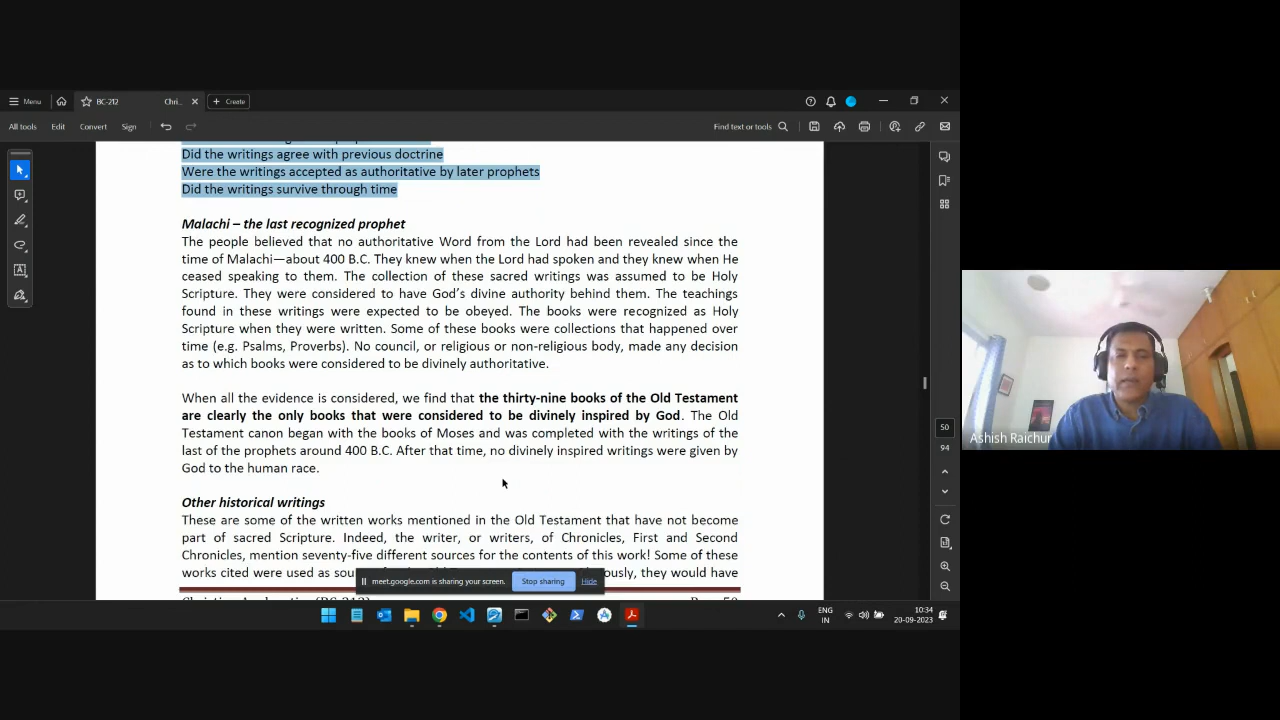 Menu
BC-212
Chri...
Create
All tools
Edit
Convert
Sign
Find text or tools
Did the writings agree with previous doctrine
Were the writings accepted as authoritative by later prophets
Did the writings survive through time
Malachi – the last recognized prophet
The people believed that no authoritative Word from the Lord had been revealed since the
time of Malachi—about 400 B.C. They knew when the Lord had spoken and they knew when He
ceased speaking to them. The collection of these sacred writings was assumed to be Holy
Scripture. They were considered to have God's divine authority behind them. The teachings
found in these writings were expected to be obeyed. The books were recognized as Holy
Scripture when they were written. Some of these books were collections that happened over
time (e.g. Psalms, Proverbs). No council, or religious or non-religious body, made any decision
as to which books were considered to be divinely authoritative.
When all the evidence is considered, we find that the thirty-nine books of the Old Testament
are clearly the only books that were considered to be divinely inspired by God. The Old
Testament canon began with the books of Moses and was completed with the writings of the
last of the prophets around 400 B.C. After that time, no divinely inspired writings were given by
God to the human race.
Other historical writings
These are some of the written works mentioned in the Old Testament that have not become
part of sacred Scripture. Indeed, the writer, or writers, of Chronicles, First and Second
Chronicles, mention seventy-five different sources for the contents of this work! Some of these
works cited were used as they would have
meet.google.com is sharing your screen.
Stop sharing
Hide
50
94
Ashish Raichur
ENG
IN
10:34
20-09-2023